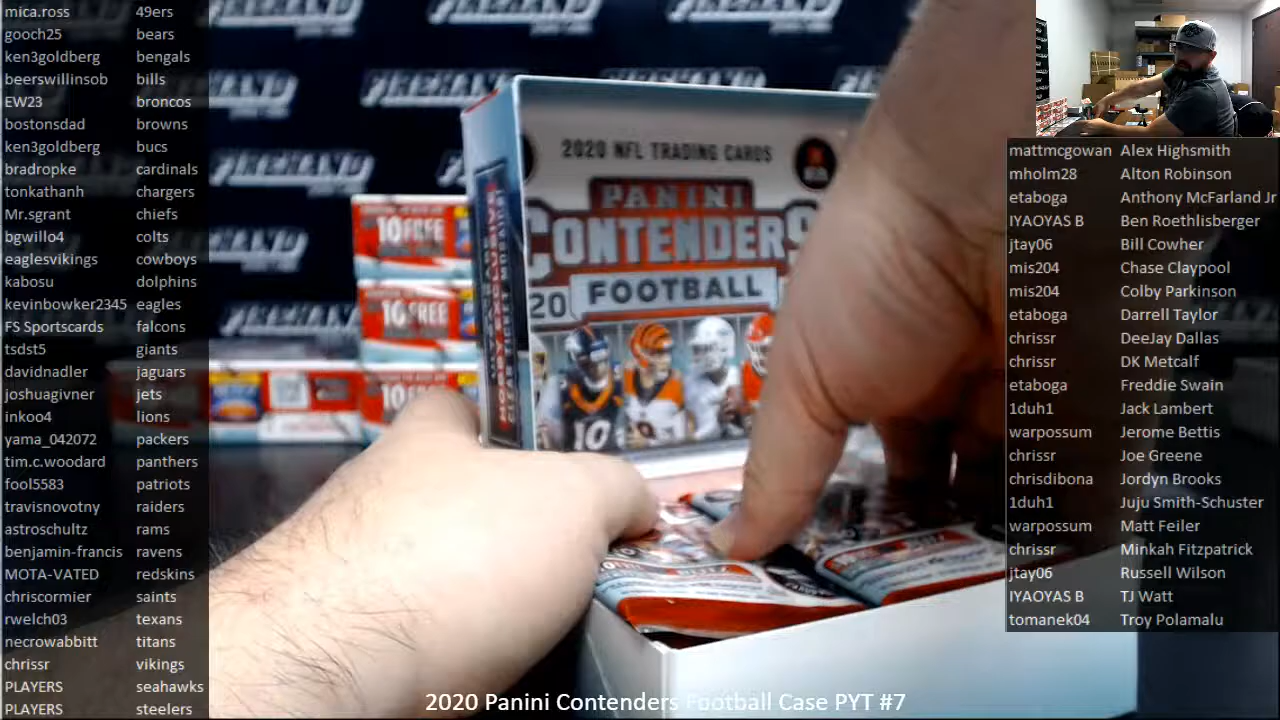 mica.ross 49ers
gooch25 bears
ken3goldberg bengals
beerswillinsob bills
EW23 broncos
bostonsdad browns
ken3goldberg bucs
bradropke cardinals
tonkathanh chargers
Mr.sgrant chiefs
bgwillo4 colts
eaglesvikings cowboys
kabosu dolphins
kevinbowker2345 eagles
FS Sportscards falcons
tsdst5 giants
davidnadler jaguars
joshuagivner jets
inkoo4 lions
yama_042072 packers
tim.c.woodard panthers
fool5583 patriots
travisnovotny raiders
astroschultz rams
benjamin-francis ravens
MOTA-VATED redskins
chriscormier saints
rwelch03 texans
necrowabbitt titans
chrissr vikings
PLAYERS seahawks
PLAYERS steelers
2020 NFL TRADING CARDS
PANINI
CONTENDERS
20 FOOTBALL
10 FREE
10 FREE
10
mattmcgowan Alex Highsmith
mholm28 Alton Robinson
etaboga Anthony McFarland Jr
IYAOYAS B Ben Roethlisberger
jtay06 Bill Cowher
mis204 Chase Claypool
mis204 Colby Parkinson
etaboga Darrell Taylor
chrissr DeeJay Dallas
chrissr DK Metcalf
etaboga Freddie Swain
1duh1 Jack Lambert
warpossum Jerome Bettis
chrissr Joe Greene
chrisdibona Jordyn Brooks
1duh1 Juju Smith-Schuster
warpossum Matt Feiler
chrissr Minkah Fitzpatrick
jtay06 Russell Wilson
IYAOYAS B TJ Watt
tomanek04 Troy Polamalu
2020 Panini Contenders Football Case PYT #7